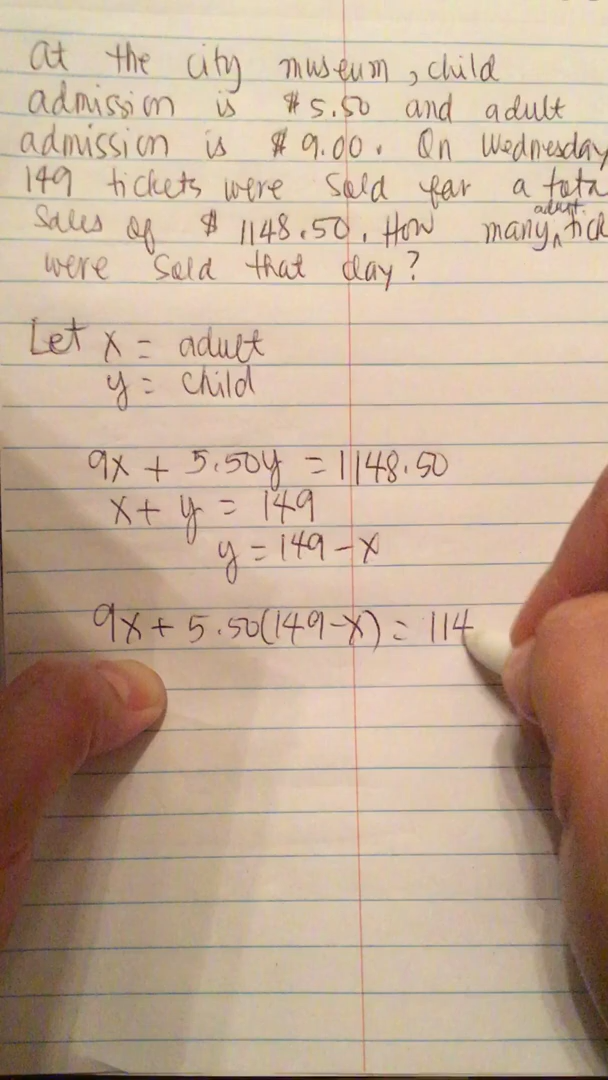 at the city museum, child
admission is $5.50 and adult
admission is $9.00. On Wednesday
149 tickets were sold for a tota
sales of $1148.50. How many adult tick
were sold that day?
Let x = adult
y = child
9x + 5.50y = 1148.50
x + y = 149
y = 149 - x
9x + 5.50(149-x) = 114